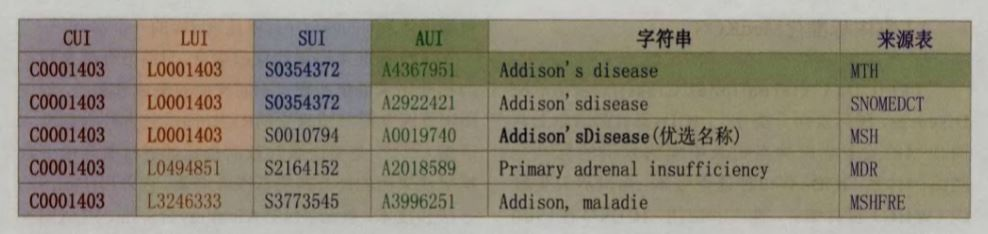 CUI LUI SUI AUI 字符串 来源表
C0001403 L0001403 S0354372 A4367951 Addison's disease MTH
C0001403 L0001403 S0354372 A2922421 Addison'sdisease SNOMEDCT
C0001403 L0001403 S0010794 A0019740 Addison'sDisease(优选名称) MSH
C0001403 L0494851 S2164152 A2018589 Primary adrenal insufficiency MDR
C0001403 L3246333 S3773545 A3996251 Addison, maladie MSHFRE